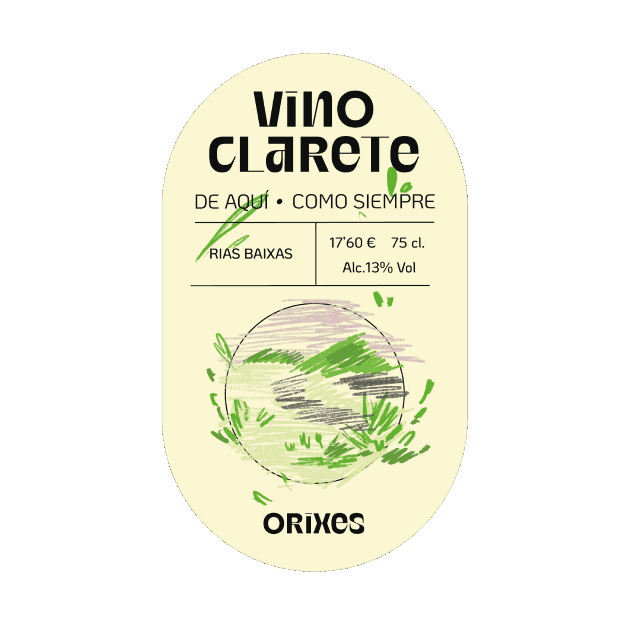 VINO
CLARETE
DE AQUÍ • COMO SIEMPRE
RIAS BAIXAS
17'60 € 75 cl.
Alc.13% Vol
ORIXES